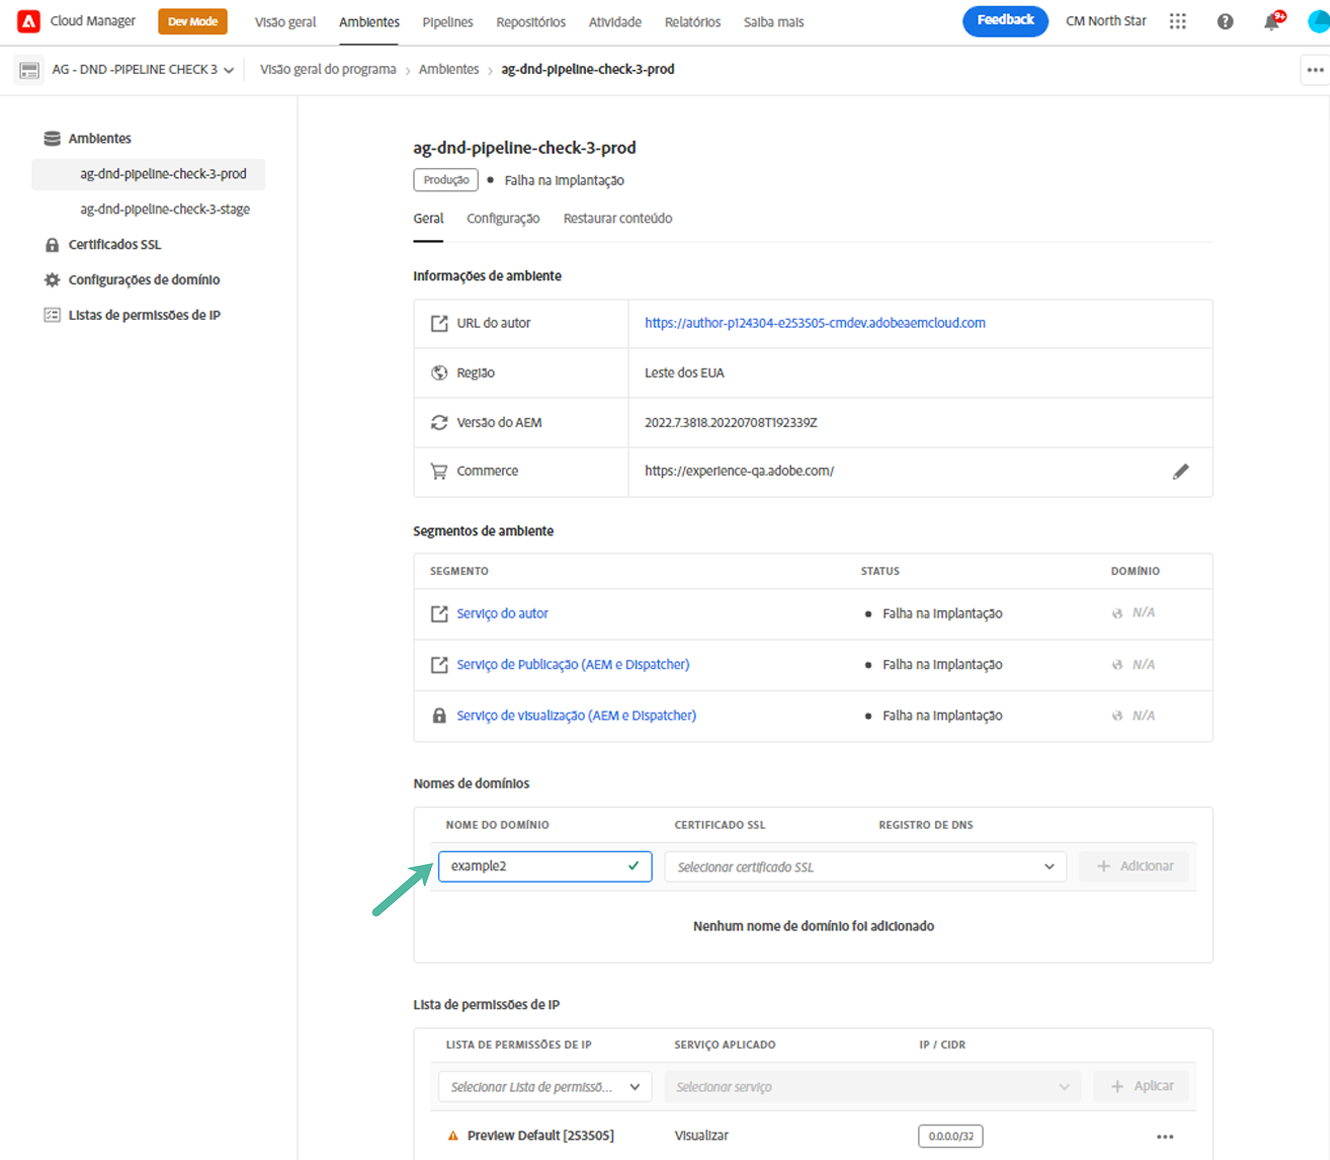 Cloud Manager Dev Mode Visão geral Ambientes Pipelines Repositórios Atividade Relatórios Saiba mais Feedback CM North Star 9+
AG - DND -PIPELINE CHECK 3 Visão geral do programa › Ambientes › ag-dnd-pipeline-check-3-prod
Ambientes
ag-dnd-pipeline-check-3-prod
ag-dnd-pipeline-check-3-stage
Certificados SSL
Configurações de domínio
Listas de permissões de IP
ag-dnd-pipeline-check-3-prod
Produção • Falha na Implantação
Geral Configuração Restaurar conteúdo
Informações de ambiente
URL do autor https://author-p124304-e253505-cmdev.adobeaemcloud.com
Região Leste dos EUA
Versão do AEM 2022.7.3818.20220708T192339Z
Commerce https://experience-qa.adobe.com/
Segmentos de ambiente
SEGMENTO STATUS DOMÍNIO
Serviço do autor • Falha na Implantação N/A
Serviço de Publicação (AEM e Dispatcher) • Falha na Implantação N/A
Serviço de visualização (AEM e Dispatcher) • Falha na Implantação N/A
Nomes de domínios
NOME DO DOMÍNIO CERTIFICADO SSL REGISTRO DE DNS
example2 Selecionar certificado SSL + Adicionar
Nenhum nome de domínio foi adicionado
Lista de permissões de IP
LISTA DE PERMISSÕES DE IP SERVIÇO APLICADO IP / CIDR
Selecionar Lista de permissõ... Selecionar serviço + Aplicar
Preview Default [253505] Visualizar 0.0.0.0/32